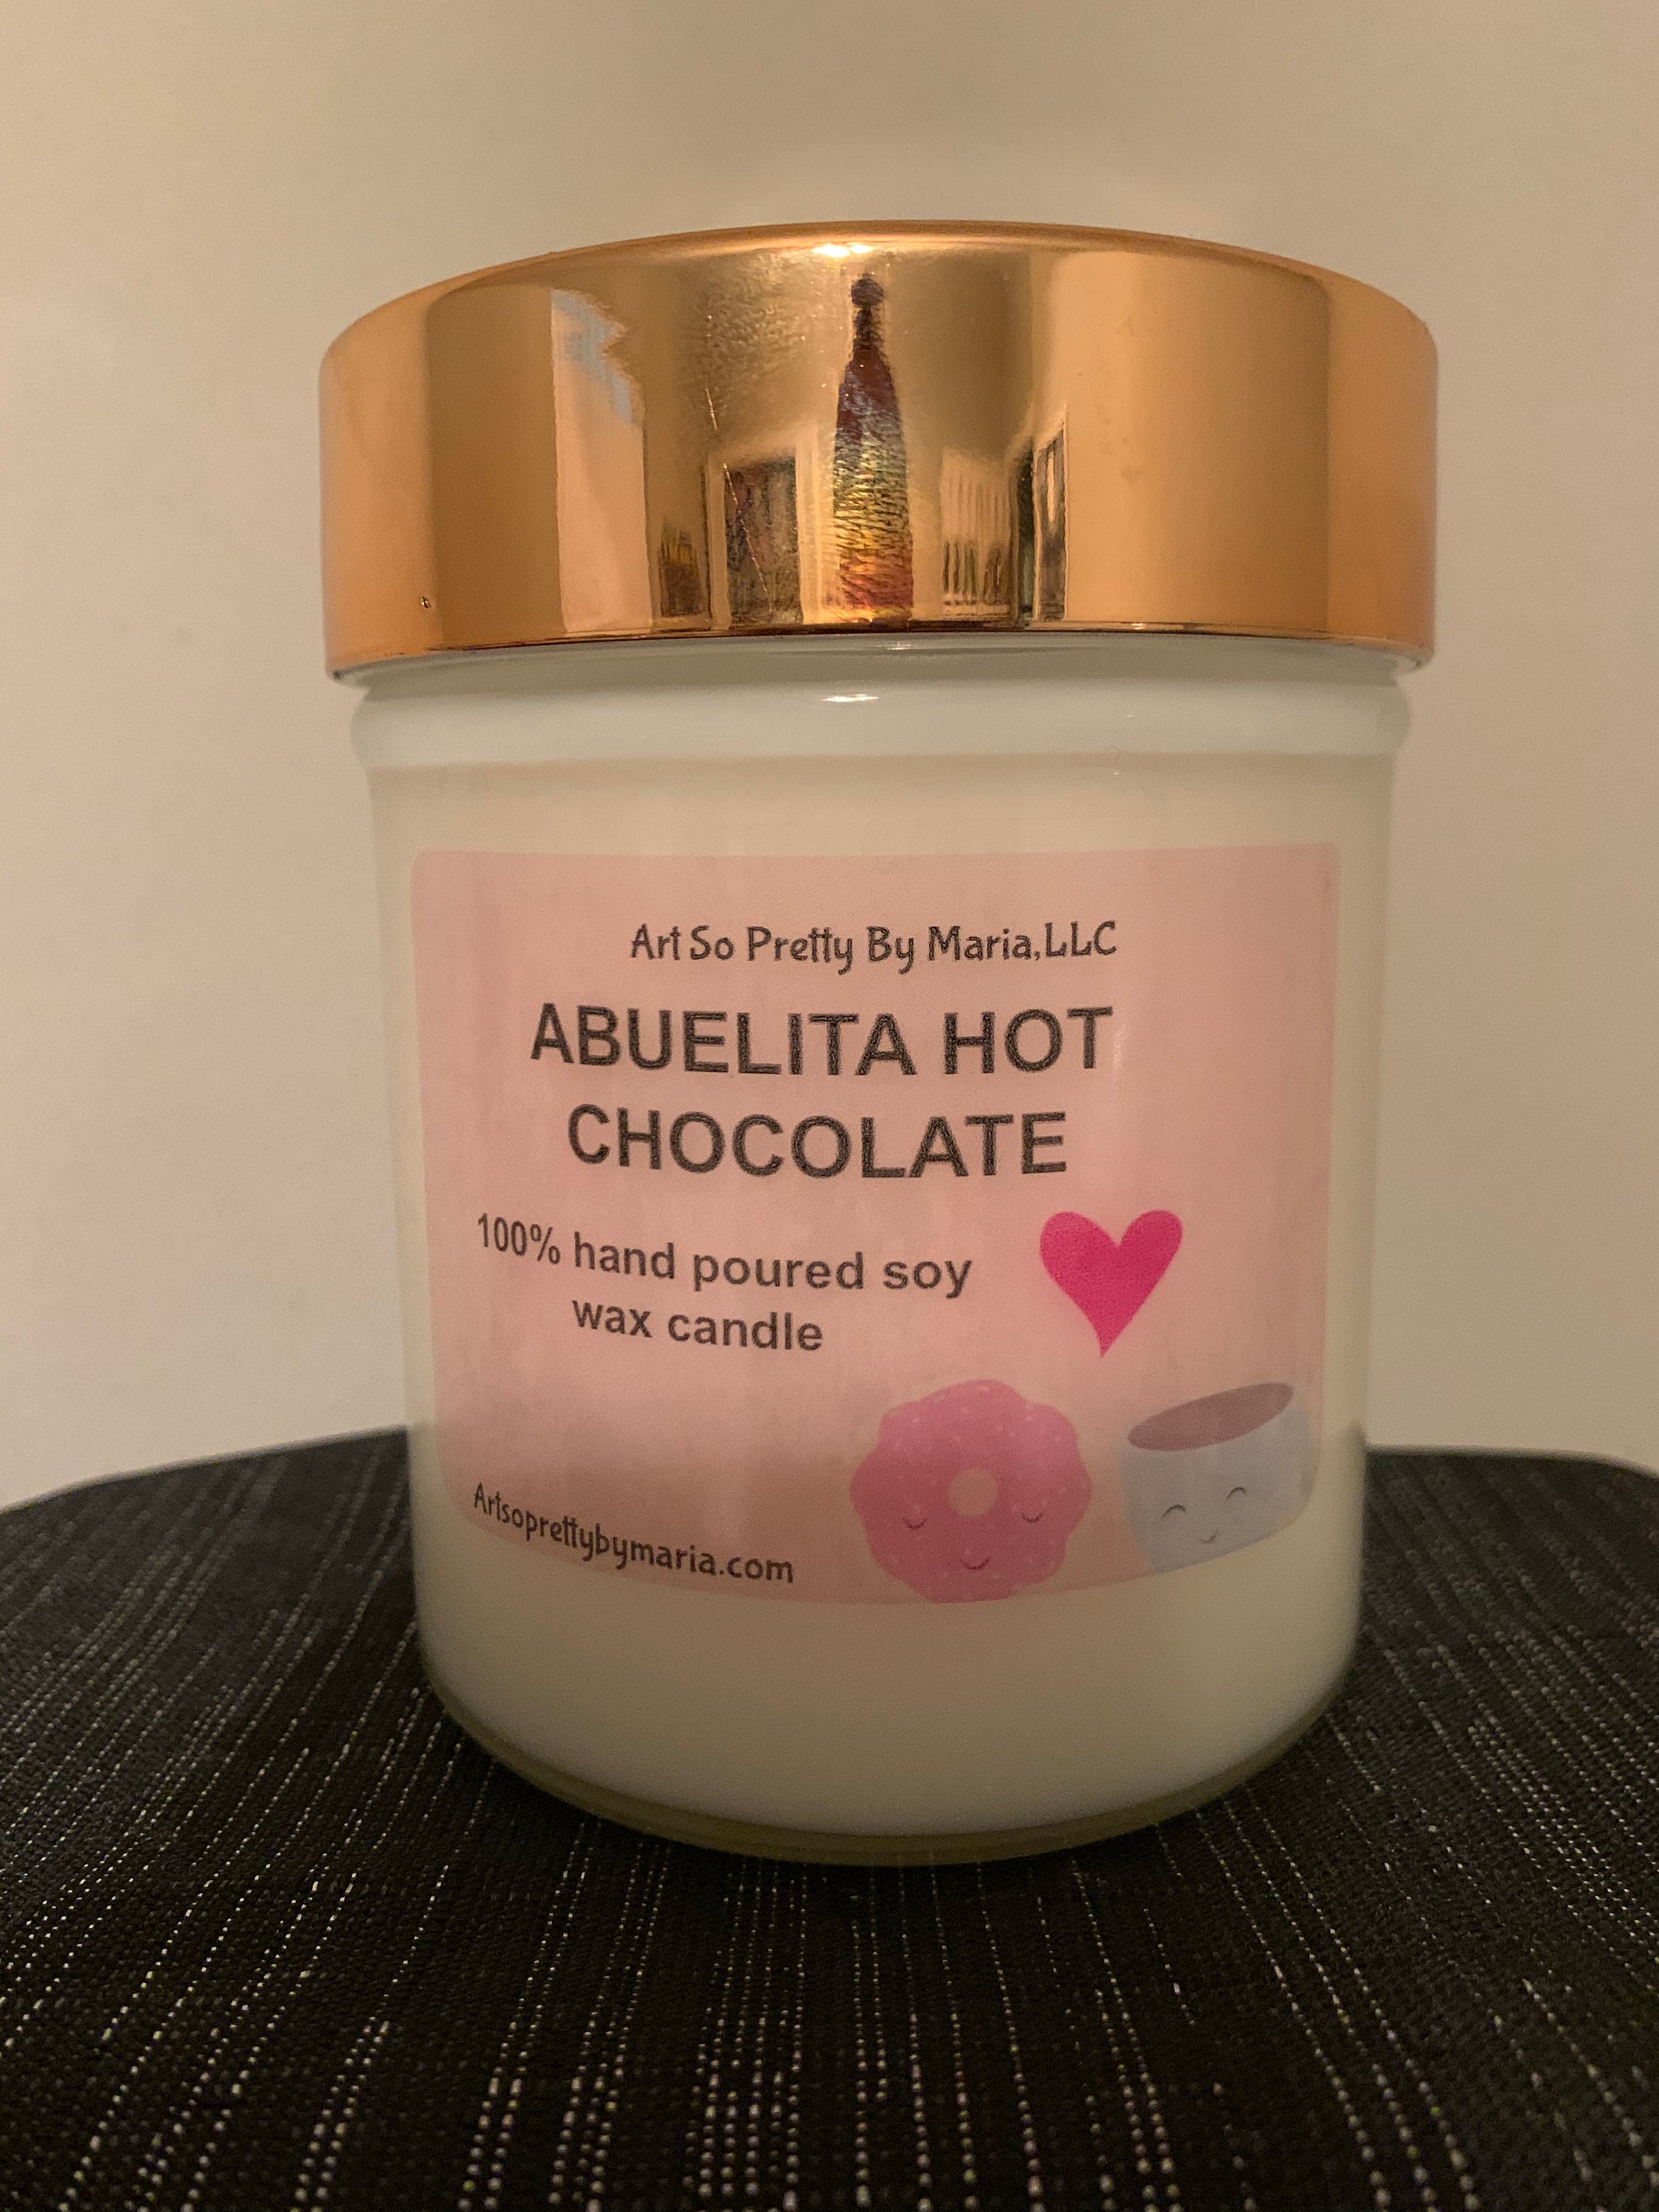 Art So Pretty By Maria,LLC
ABUELITA HOT
CHOCOLATE
100% hand poured soy
wax candle
Artsoprettybymaria.com